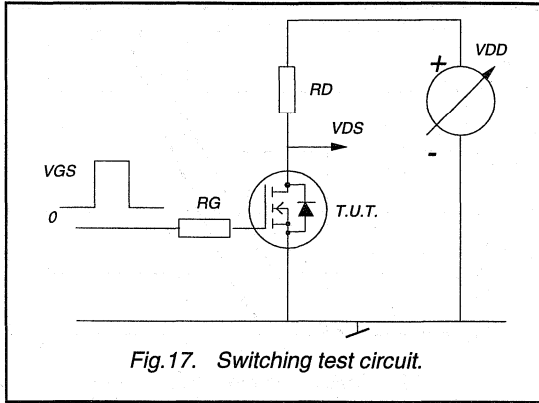 VDD
+
RD
VDS
-
VGS
0
RG
T.U.T.
Fig.17. Switching test circuit.